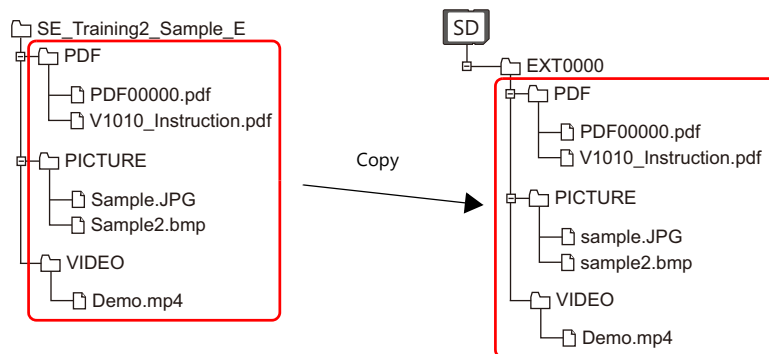 SE_Training2_Sample_E
PDF
PDF00000.pdf
V1010_Instruction.pdf
PICTURE
Sample.JPG
Sample2.bmp
VIDEO
Demo.mp4
Copy
SD
EXT0000
PDF
PDF00000.pdf
V1010_Instruction.pdf
PICTURE
sample.JPG
sample2.bmp
VIDEO
Demo.mp4